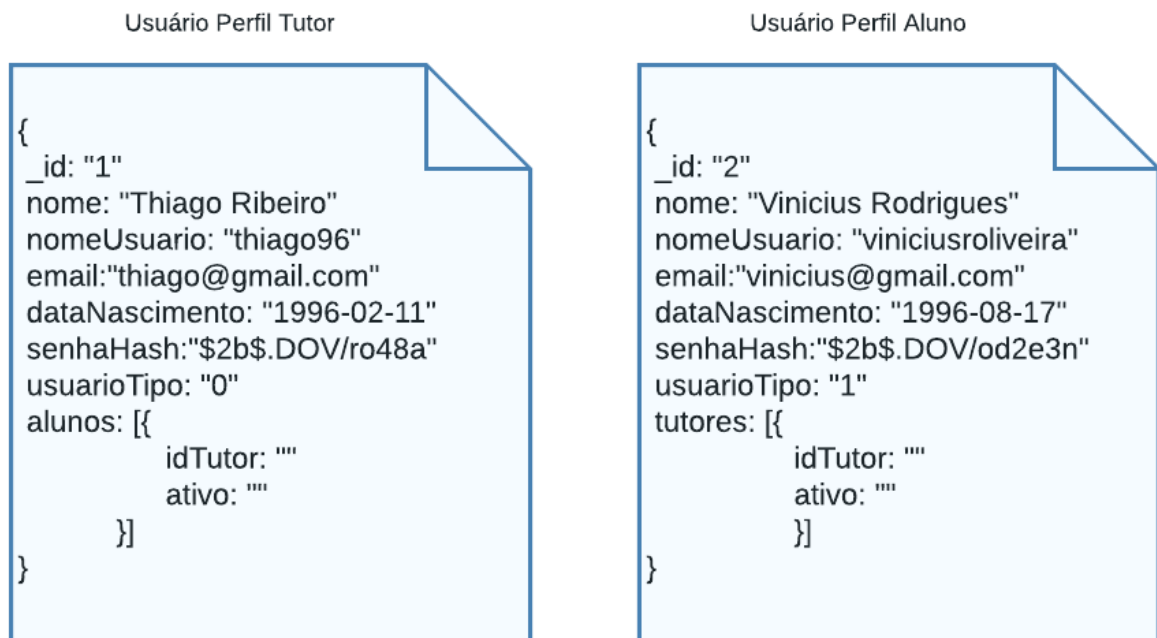 Usuário Perfil Tutor
{
_id: "1"
nome: "Thiago Ribeiro"
nomeUsuario: "thiago96"
email:"thiago@gmail.com"
dataNascimento: "1996-02-11"
senhaHash:"$2b$.DOV/ro48a"
usuarioTipo: "0"
alunos: [{
idTutor: ""
ativo: ""
}]
}
Usuário Perfil Aluno
{
_id: "2"
nome: "Vinicius Rodrigues"
nomeUsuario: "viniciusroliveira"
email:"vinicius@gmail.com"
dataNascimento: "1996-08-17"
senhaHash:"$2b$.DOV/od2e3n"
usuarioTipo: "1"
tutores: [{
idTutor: ""
ativo: ""
}]
}